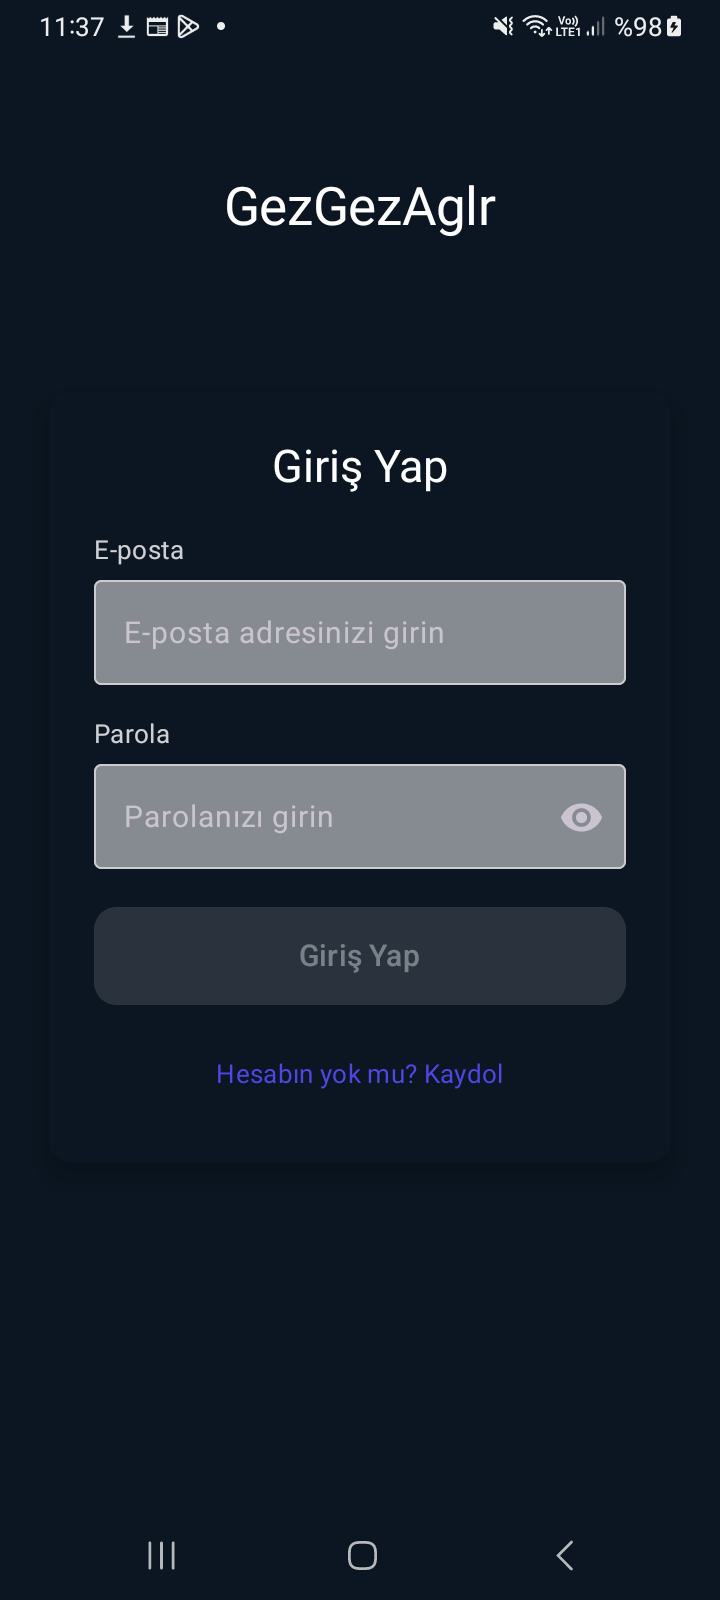 11:37 Vo)) LTE1 %98
GezGezAglr
Giriş Yap
E-posta
E-posta adresinizi girin
Parola
Parolanızı girin
Giriş Yap
Hesabın yok mu? Kaydol